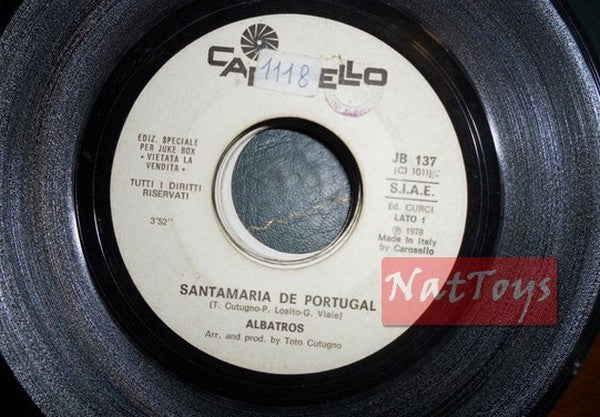 CA
ELLO
1118
EDIZ. SPECIALE
PER JUKE BOX
« VIETATA LA
VENDITA »
TUTTI I DIRITTI
RISERVATI
3'52''
JB 137
(CI 1011)
S.I.A.E.
Ed. CURCI
LATO 1
Ⓟ 1978
Made in Italy
by Carosello
SANTAMARIA DE PORTUGAL
(T. Cutugno-P. Losito-G. Viale)
ALBATROS
Arr. and prod. by Toto Cutugno
NatToys